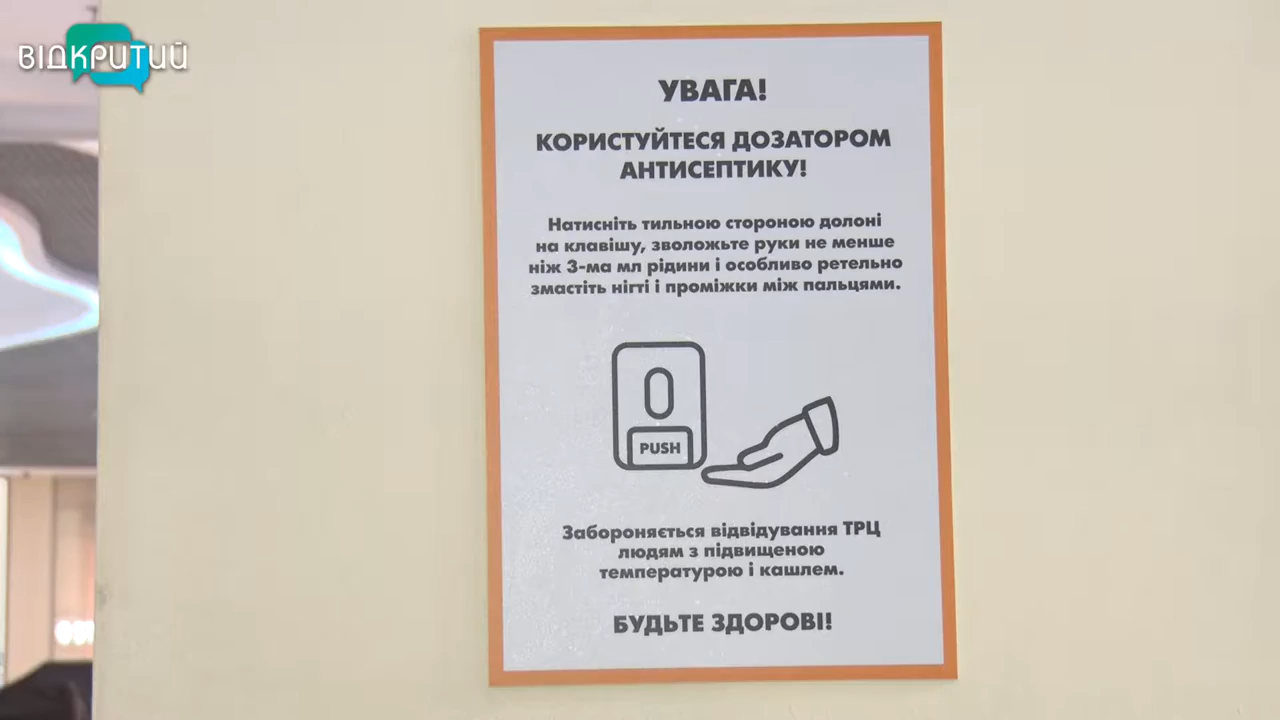 ВІДКРИТИЙ
УВАГА!
КОРИСТУЙТЕСЯ ДОЗАТОРОМ
АНТИСЕПТИКУ!
Натисніть тильною стороною долоні
на клавішу, зволожьте руки не менше
ніж 3-ма мл рідини і особливо ретельно
змастіть нігті і проміжки між пальцями.
PUSH
Забороняється відвідування ТРЦ
людям з підвищеною
температурою і кашлем.
БУДЬТЕ ЗДОРОВІ!